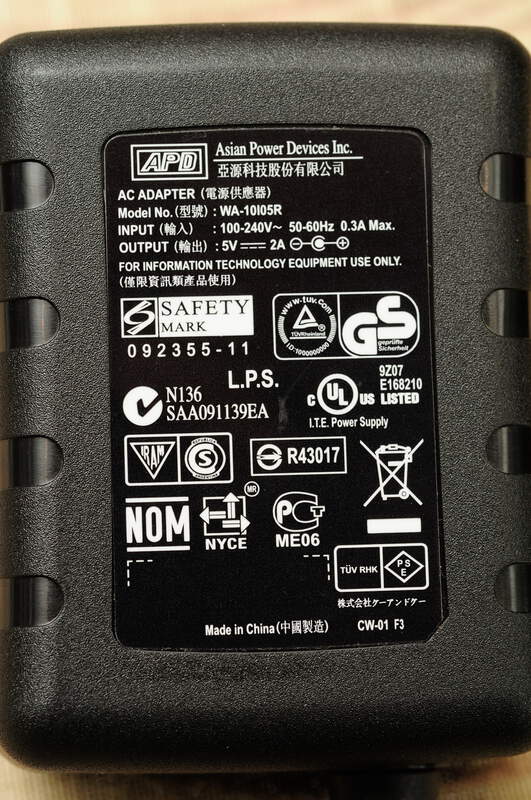 APD Asian Power Devices Inc.
亞源科技股份有限公司
AC ADAPTER (電源供應器)
Model No.(型號) : WA-10I05R
INPUT (輸入) : 100-240V~ 50-60Hz 0.3A Max.
OUTPUT (輸出) : 5V 2A
FOR INFORMATION TECHNOLOGY EQUIPMENT USE ONLY.
(僅限資訊類產品使用)
S SAFETY
MARK
092355-11
www.tuv.com
TÜVRheinland
ID:1000000000
GS
geprüfte
Sicherheit
L.P.S.
N136
SAA091139EA
c UL US LISTED
9Z07
E168210
I.T.E. Power Supply
IRAM
S
R43017
NOM
NYCE
MR
PCT
ME06
TÜV RHK
PS
E
株式会社ケーアンドケー
Made in China(中國製造)
CW-01 F3